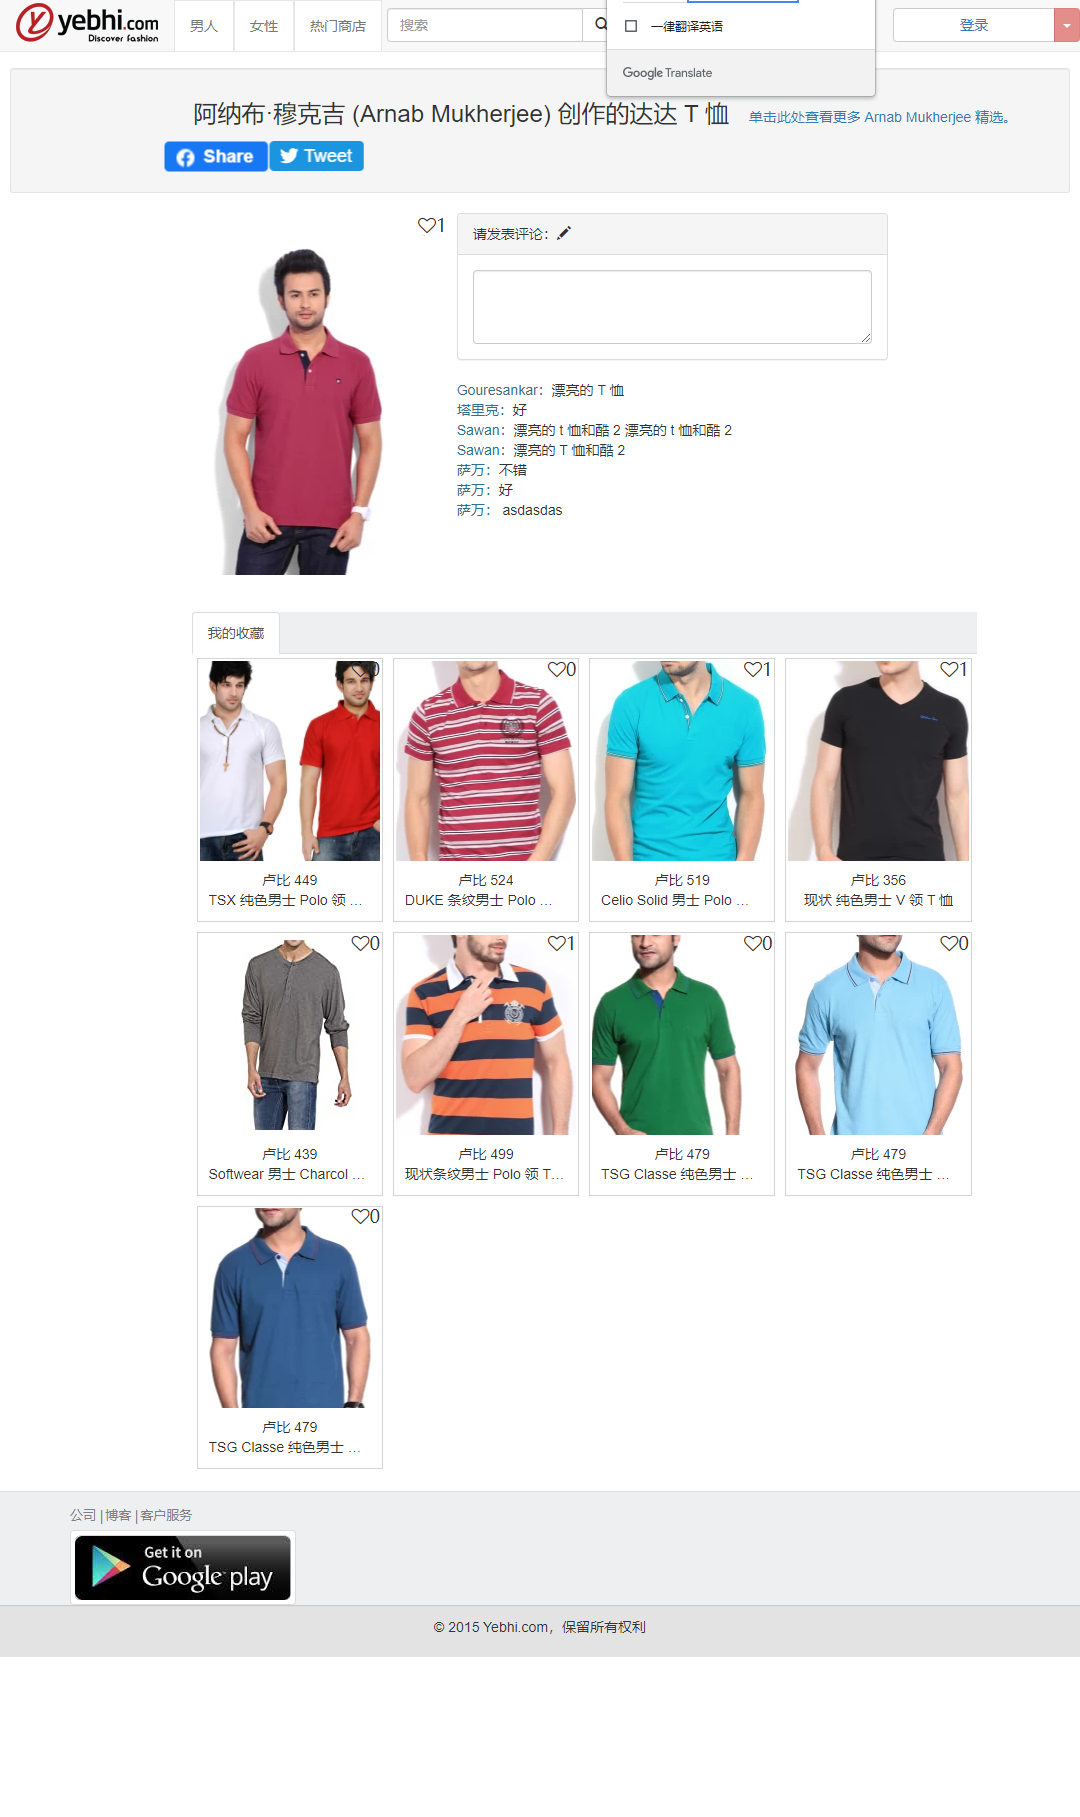 yebhi.com
Discover fashion
男人
女性
热门商店
搜索
一律翻译英语
Google Translate
登录
阿纳布·穆克吉 (Arnab Mukherjee) 创作的达达 T 恤
单击此处查看更多 Arnab Mukherjee 精选。
Share
Tweet
1
请发表评论：
Gouresankar：漂亮的 T 恤
塔里克：好
Sawan：漂亮的 t 恤和酷 2 漂亮的 t 恤和酷 2
Sawan：漂亮的 T 恤和酷 2
萨万：不错
萨万：好
萨万： asdasdas
我的收藏
0
0
1
1
卢比 449
TSX 纯色男士 Polo 领 ...
卢比 524
DUKE 条纹男士 Polo ...
卢比 519
Celio Solid 男士 Polo ...
卢比 356
现状 纯色男士 V 领 T 恤
0
1
0
0
卢比 439
Softwear 男士 Charcol ...
卢比 499
现状条纹男士 Polo 领 T...
卢比 479
TSG Classe 纯色男士 ...
卢比 479
TSG Classe 纯色男士 ...
0
卢比 479
TSG Classe 纯色男士 ...
公司 | 博客 | 客户服务
Get it on
Google play
© 2015 Yebhi.com，保留所有权利